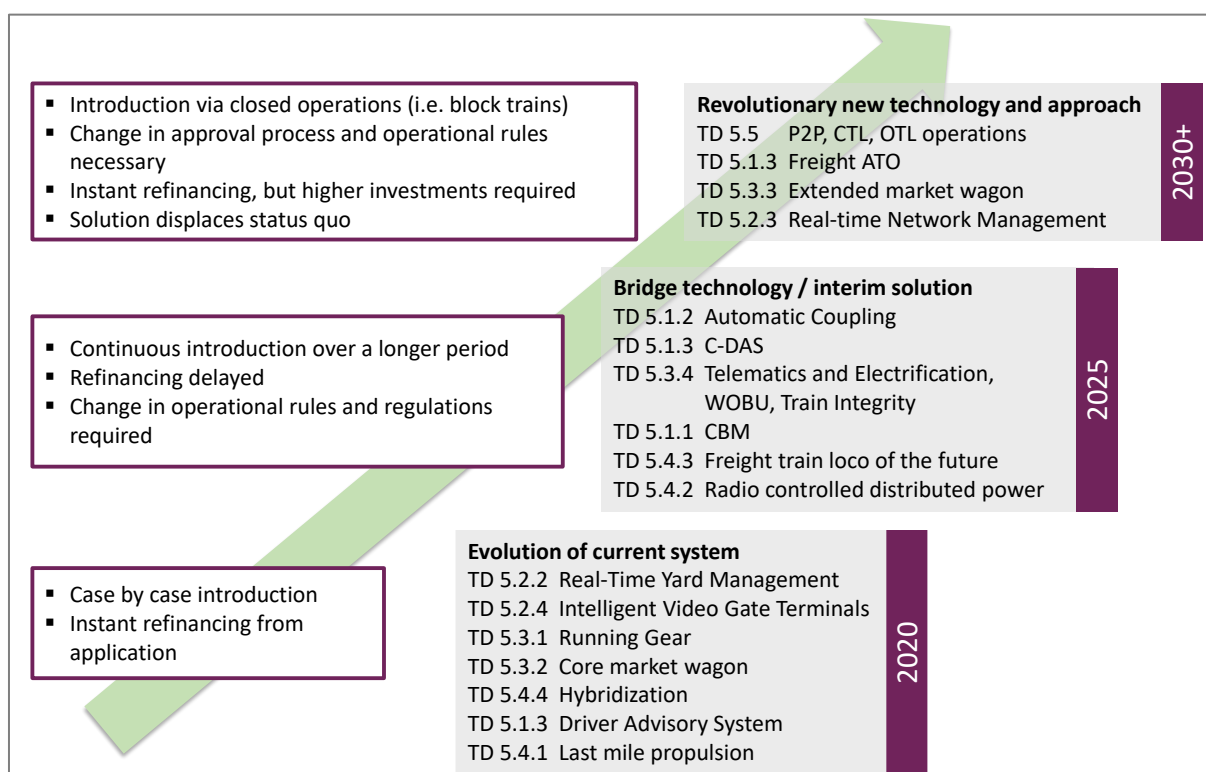 ▪ Introduction via closed operations (i.e. block trains)
▪ Change in approval process and operational rules
necessary
▪ Instant refinancing, but higher investments required
▪ Solution displaces status quo
Revolutionary new technology and approach
TD 5.5 P2P, CTL, OTL operations
TD 5.1.3 Freight ATO
TD 5.3.3 Extended market wagon
TD 5.2.3 Real-time Network Management
2030+
▪ Continuous introduction over a longer period
▪ Refinancing delayed
▪ Change in operational rules and regulations
required
Bridge technology / interim solution
TD 5.1.2 Automatic Coupling
TD 5.1.3 C-DAS
TD 5.3.4 Telematics and Electrification,
WOBU, Train Integrity
TD 5.1.1 CBM
TD 5.4.3 Freight train loco of the future
TD 5.4.2 Radio controlled distributed power
2025
▪ Case by case introduction
▪ Instant refinancing from
application
Evolution of current system
TD 5.2.2 Real-Time Yard Management
TD 5.2.4 Intelligent Video Gate Terminals
TD 5.3.1 Running Gear
TD 5.3.2 Core market wagon
TD 5.4.4 Hybridization
TD 5.1.3 Driver Advisory System
TD 5.4.1 Last mile propulsion
2020